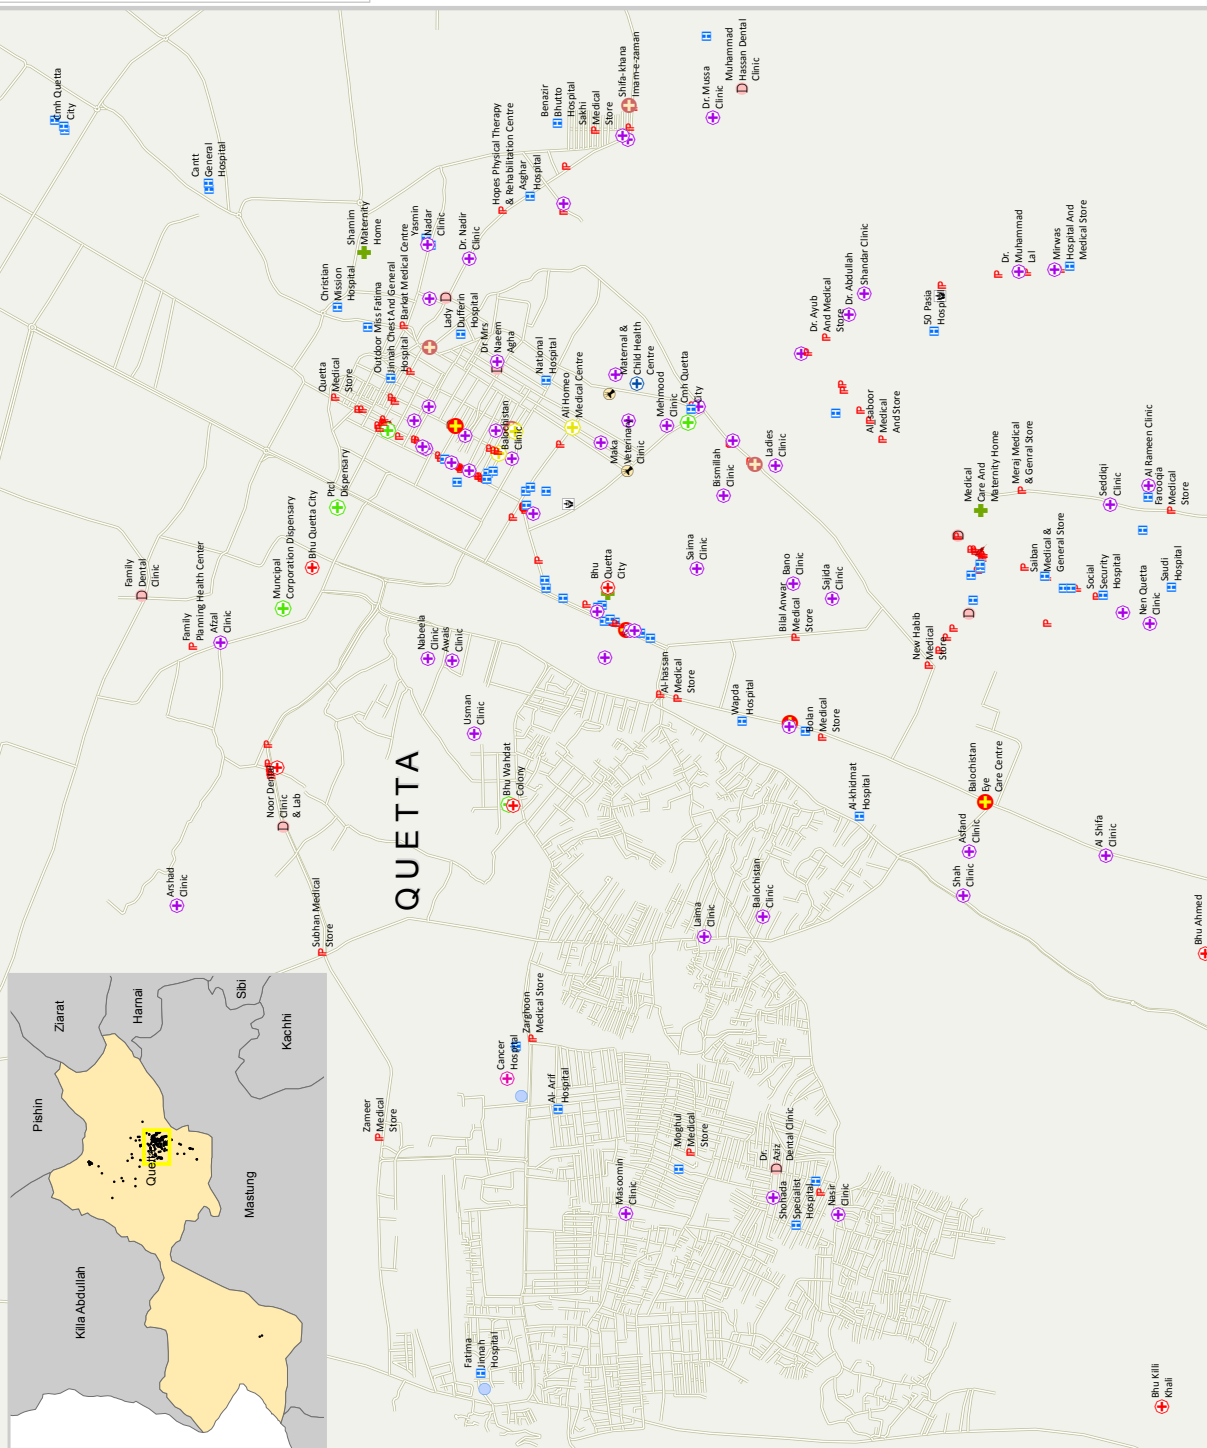 Cmh Quetta
City
Cantt
General
Hospital
Shamim
Maternity
Home
Christian
Mission
Hospital
Outdoor Miss Fatima
Jinnah Chest And General
Hospital
Barkat Medical Centre
Yasmin
Nadar
Clinic
Dr. Nadir
Clinic
Hopes Physical Therapy
& Rehabilitation Centre
Asghar
Hospital
Benazir
Bhutto
Hospital
Sakhi
Medical
Store
Shifa-khana
Imam-e-zaman
Dr. Mussa
Clinic
Muhammad
Hassan Dental
Clinic
Lady
Dufferin
Hospital
Dr Mrs
Naeem
Agha
Quetta
Medical
Store
National
Hospital
Ali Homeo
Medical Centre
Maternal &
Child Health
Centre
Balochistan
Clinic
Maka
Veterinary
Clinic
Mehmood
Clinic
Cmh Quetta
City
Bismillah
Clinic
Ladies
Clinic
Dr. Ayub
And Medical
Store
Dr. Abdullah
Shandar Clinic
50 Pasia
Hospital
Dr.
Muhammad
Lal
Mirwas
Hospital And
Medical Store
Al Saboor
Medical
And Store
Medical
Care And
Maternity Home
Meraj Medical
& Genral Store
Seddiqi
Clinic
Al Rameen Clinic
Farooqia
Medical
Store
Saiban
Medical &
General Store
Social
Security
Hospital
Nen Quetta
Clinic
Saudi
Hospital
New Habib
Medical
Store
Ptcl
Dispensary
Bhu Quetta City
Muncipal
Corporation Dispensary
Family
Dental
Clinic
Family
Planning Health Center
Afzal
Clinic
Nabeela
Clinic
Awais
Clinic
Usman
Clinic
Bhu
Quetta
City
Saima
Clinic
Bano
Clinic
Sajida
Clinic
Bilal Anwar
Medical
Store
Al-hassan
Medical
Store
Wapda
Hospital
Bolan
Medical
Store
Noor Dental
Clinic
& Lab
Arshad
Clinic
Subhan Medical
Store
QUETTA
Bhu Wahdat
Colony
Al-khidmat
Hospital
Balochistan
Eye
Care Centre
Asfand
Clinic
Shah
Clinic
Al Shifa
Clinic
Bhu Ahmed
Balochistan
Clinic
Laima
Clinic
Zarghoon
Medical Store
Cancer
Hospital
Al- Arif
Hospital
Zameer
Medical
Store
Moghul
Medical
Store
Dr.
Aziz
Dental Clinic
Shohada
Specialist
Hospital
Nasir
Clinic
Masoomin
Clinic
Fatima
Jinnah
Hospital
Bhu Killi
Khali
Ziarat
Harnai
Sibi
Kachhi
Pishin
Quetta
Mastung
Killa Abdullah